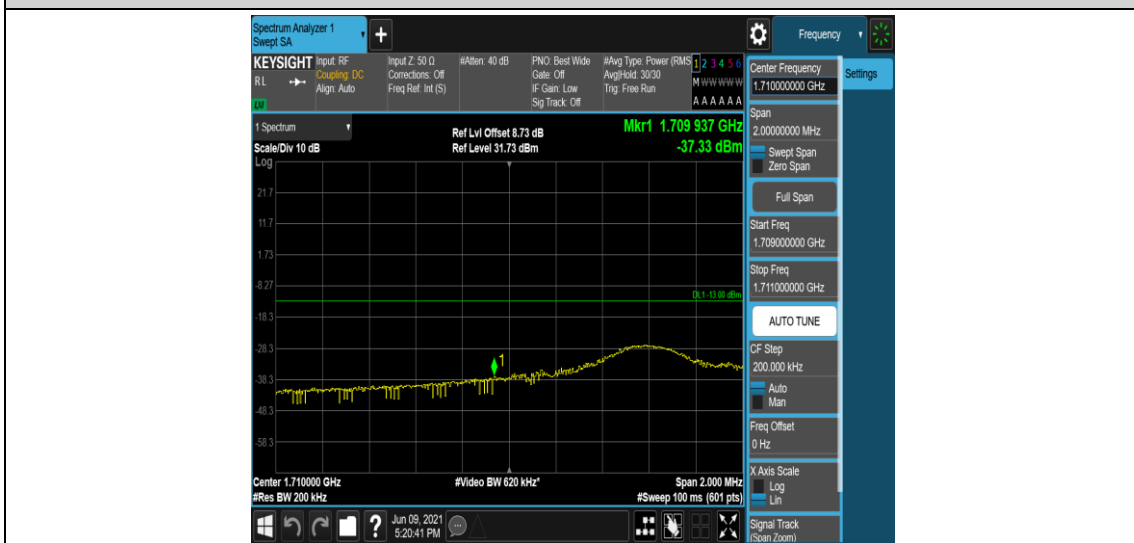 Spectrum Analyzer 1
Swept SA
+
Frequency
KEYSIGHT
RL
LXI
Input: RF
Coupling: DC
Align: Auto
Input Z: 50 Ω
Corrections: Off
Freq Ref: Int (S)
#Atten: 40 dB
PNO: Best Wide
Gate: Off
IF Gain: Low
Sig Track: Off
#Avg Type: Power (RMS
Avg|Hold: 30/30
Trig: Free Run
1 2 3 4 5 6
M W W W W W
A A A A A A
1 Spectrum
Scale/Div 10 dB
Log
Ref Lvl Offset 8.73 dB
Ref Level 31.73 dBm
Mkr1 1.709 937 GHz
-37.33 dBm
21.7
11.7
1.73
-8.27
DL1 -13.00 dBm
-18.3
-28.3
1
-38.3
-48.3
-58.3
Center 1.710000 GHz
#Res BW 200 kHz
#Video BW 620 kHz*
Span 2.000 MHz
#Sweep 100 ms (601 pts)
?
Jun 09, 2021
5:20:41 PM
Center Frequency
1.710000000 GHz
Settings
Span
2.00000000 MHz
Swept Span
Zero Span
Full Span
Start Freq
1.709000000 GHz
Stop Freq
1.711000000 GHz
AUTO TUNE
CF Step
200.000 kHz
Auto
Man
Freq Offset
0 Hz
X Axis Scale
Log
Lin
Signal Track
(Span Zoom)